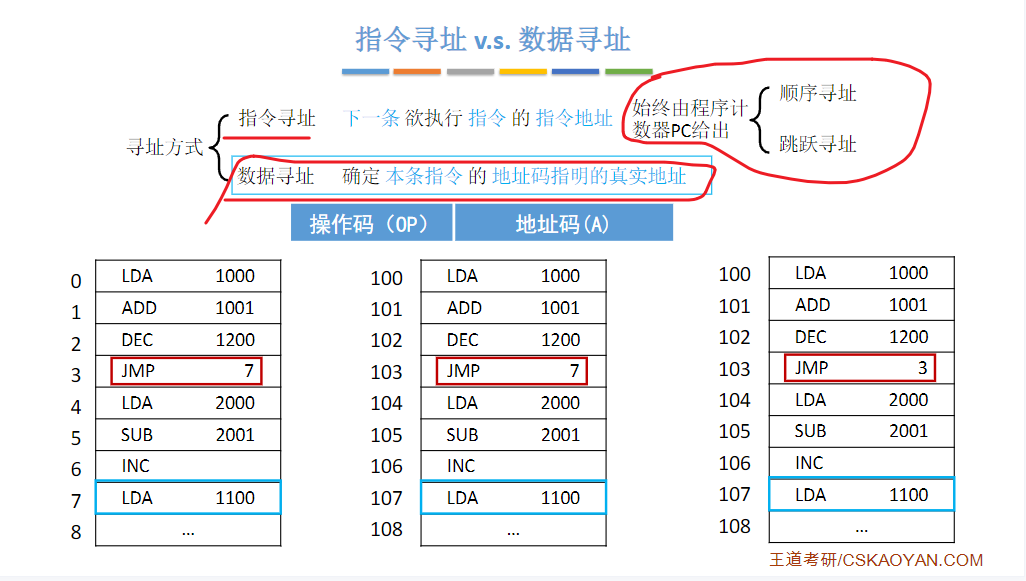 指令寻址 v.s. 数据寻址
寻址方式
指令寻址 下一条 欲执行 指令 的 指令地址
始终由程序计
数器PC给出
顺序寻址
跳跃寻址
数据寻址 确定 本条指令 的 地址码指明的真实地址
操作码（OP） 地址码(A)
0 LDA 1000
1 ADD 1001
2 DEC 1200
3 JMP 7
4 LDA 2000
5 SUB 2001
6 INC
7 LDA 1100
8 ...
100 LDA 1000
101 ADD 1001
102 DEC 1200
103 JMP 7
104 LDA 2000
105 SUB 2001
106 INC
107 LDA 1100
108 ...
100 LDA 1000
101 ADD 1001
102 DEC 1200
103 JMP 3
104 LDA 2000
105 SUB 2001
106 INC
107 LDA 1100
108 ...
王道考研/CSKAOYAN.COM